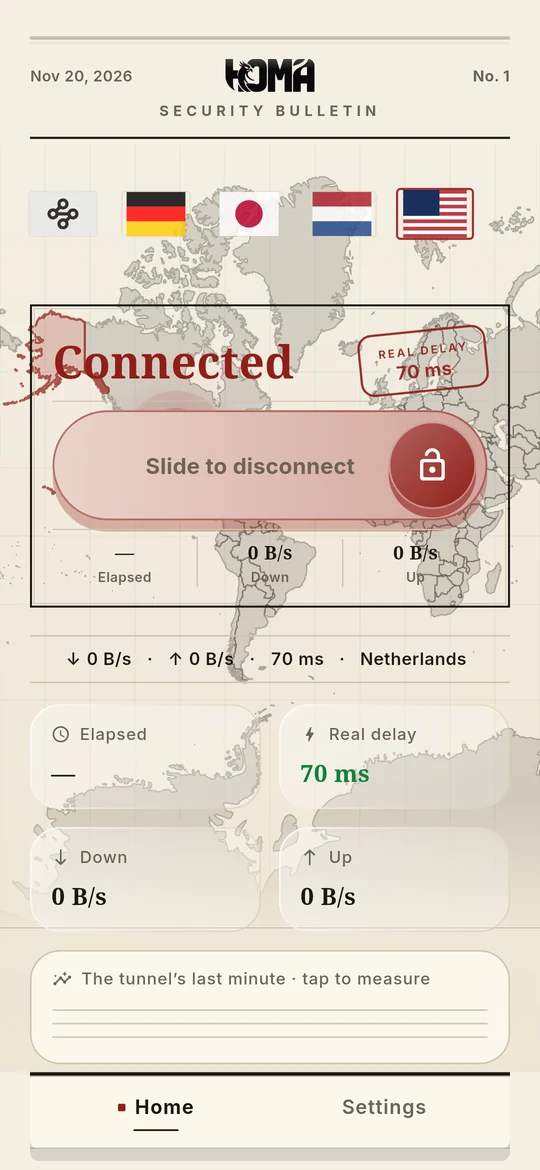 Nov 20, 2026
HOMA
No. 1
SECURITY BULLETIN
Connected
REAL DELAY
70 ms
Slide to disconnect
— 0 B/s 0 B/s
Elapsed Down Up
↓ 0 B/s · ↑ 0 B/s · 70 ms · Netherlands
Elapsed
—
Real delay
70 ms
↓ Down
0 B/s
↑ Up
0 B/s
The tunnel’s last minute · tap to measure
Home
Settings